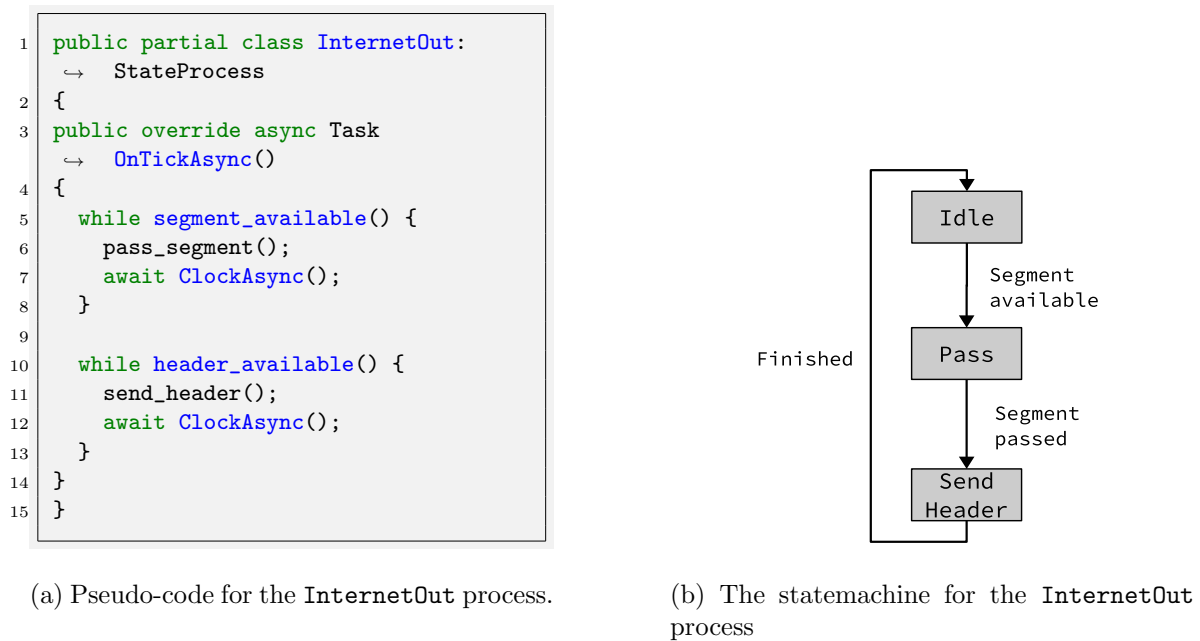 1 public partial class InternetOut:
↪ StateProcess
2 {
3 public override async Task
↪ OnTickAsync()
4 {
5 while segment_available() {
6 pass_segment();
7 await ClockAsync();
8 }
9
10 while header_available() {
11 send_header();
12 await ClockAsync();
13 }
14 }
15 }
(a) Pseudo-code for the InternetOut process.
Idle
Segment
available
Pass
Finished
Segment
passed
Send
Header
(b) The statemachine for the InternetOut
process